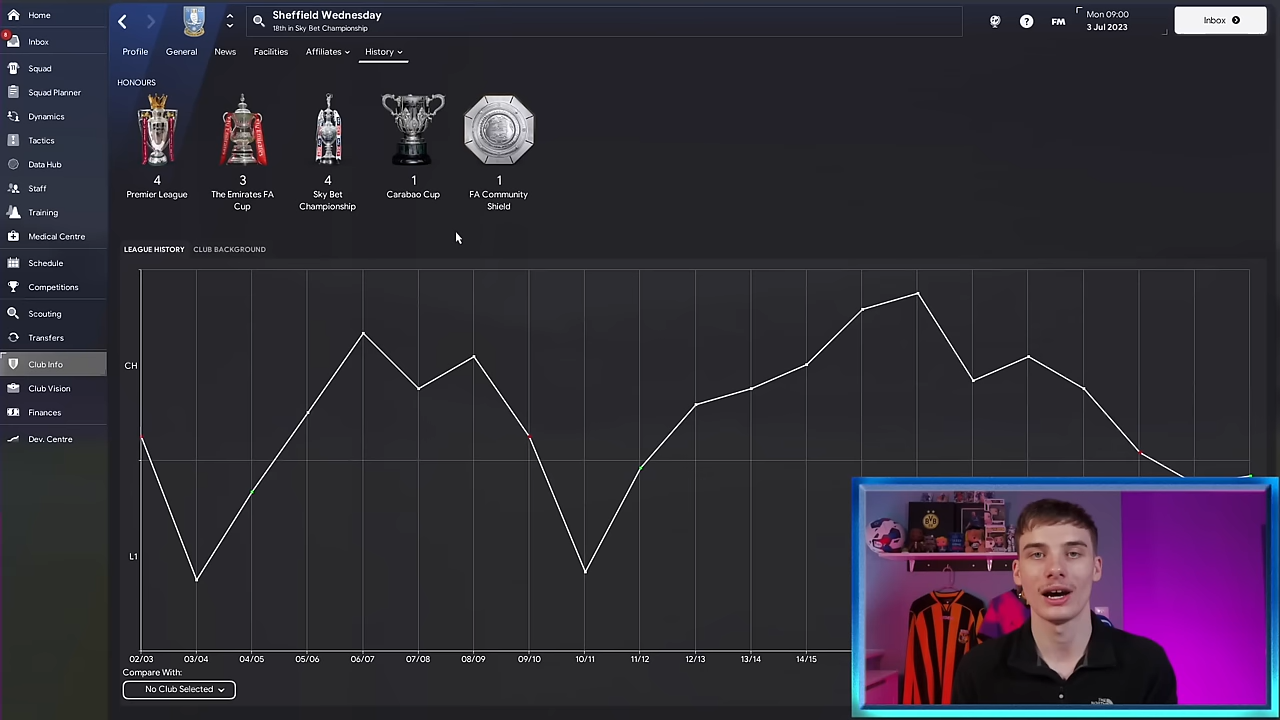 Home
Inbox
8
Squad
Squad Planner
Dynamics
Tactics
Data Hub
Staff
Training
Medical Centre
Schedule
Competitions
Scouting
Transfers
Club Info
Club Vision
Finances
Dev. Centre
Sheffield Wednesday
18th in Sky Bet Championship
?
FM
Mon 09:00
3 Jul 2023
Inbox
Profile
General
News
Facilities
Affiliates
History
HONOURS
4
Premier League
3
The Emirates FA
Cup
4
Sky Bet
Championship
1
Carabao Cup
1
FA Community
Shield
LEAGUE HISTORY
CLUB BACKGROUND
CH
L1
02/03
03/04
04/05
05/06
06/07
07/08
08/09
09/10
10/11
11/12
12/13
13/14
14/15
Compare With:
No Club Selected
BVB